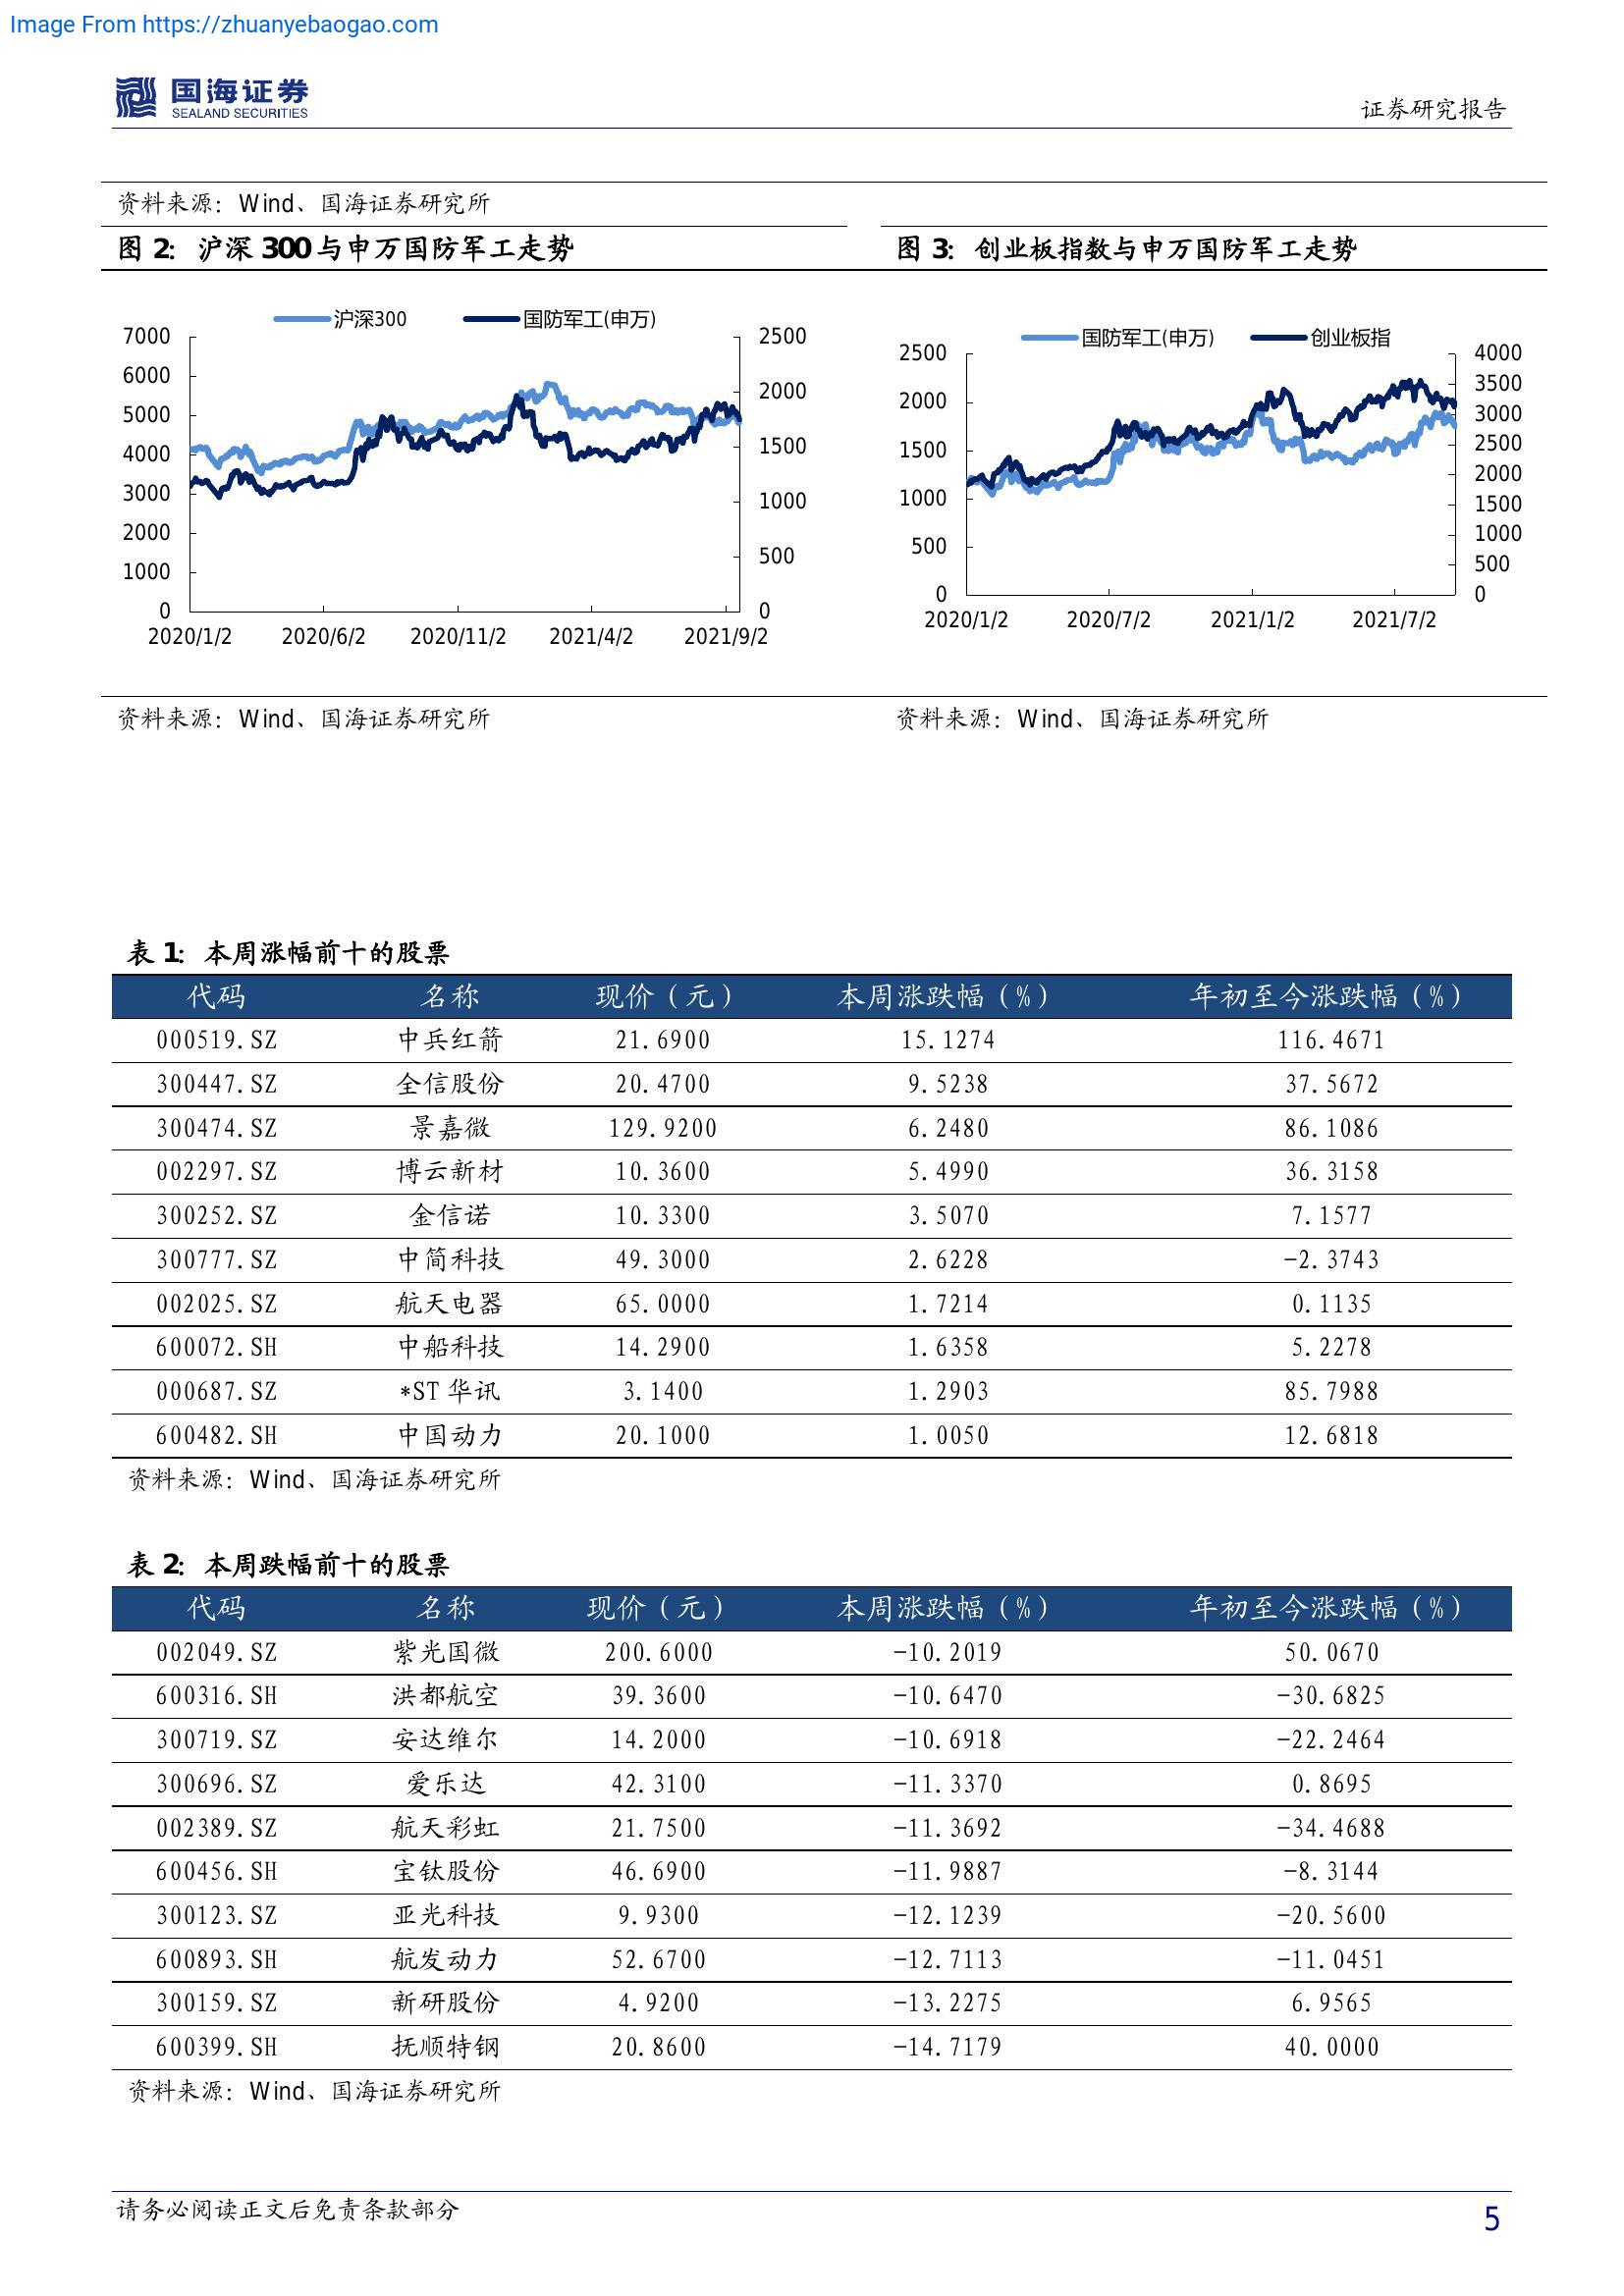 Image From https://zhuanyebaogao.com
国海证券
SEALAND SECURITIES
证券研究报告
资料来源：Wind、国海证券研究所
图 2：沪深 300 与申万国防军工走势
沪深300 国防军工(申万)
7000
6000
5000
4000
3000
2000
1000
0
2500
2000
1500
1000
500
0
2020/1/2 2020/6/2 2020/11/2 2021/4/2 2021/9/2
资料来源：Wind、国海证券研究所
图 3：创业板指数与申万国防军工走势
国防军工(申万) 创业板指
2500
2000
1500
1000
500
0
4000
3500
3000
2500
2000
1500
1000
500
0
2020/1/2 2020/7/2 2021/1/2 2021/7/2
资料来源：Wind、国海证券研究所
表 1：本周涨幅前十的股票
代码 名称 现价（元） 本周涨跌幅（%） 年初至今涨跌幅（%）
000519.SZ 中兵红箭 21.6900 15.1274 116.4671
300447.SZ 全信股份 20.4700 9.5238 37.5672
300474.SZ 景嘉微 129.9200 6.2480 86.1086
002297.SZ 博云新材 10.3600 5.4990 36.3158
300252.SZ 金信诺 10.3300 3.5070 7.1577
300777.SZ 中简科技 49.3000 2.6228 -2.3743
002025.SZ 航天电器 65.0000 1.7214 0.1135
600072.SH 中船科技 14.2900 1.6358 5.2278
000687.SZ *ST 华讯 3.1400 1.2903 85.7988
600482.SH 中国动力 20.1000 1.0050 12.6818
资料来源：Wind、国海证券研究所
表 2：本周跌幅前十的股票
代码 名称 现价（元） 本周涨跌幅（%） 年初至今涨跌幅（%）
002049.SZ 紫光国微 200.6000 -10.2019 50.0670
600316.SH 洪都航空 39.3600 -10.6470 -30.6825
300719.SZ 安达维尔 14.2000 -10.6918 -22.2464
300696.SZ 爱乐达 42.3100 -11.3370 0.8695
002389.SZ 航天彩虹 21.7500 -11.3692 -34.4688
600456.SH 宝钛股份 46.6900 -11.9887 -8.3144
300123.SZ 亚光科技 9.9300 -12.1239 -20.5600
600893.SH 航发动力 52.6700 -12.7113 -11.0451
300159.SZ 新研股份 4.9200 -13.2275 6.9565
600399.SH 抚顺特钢 20.8600 -14.7179 40.0000
资料来源：Wind、国海证券研究所
请务必阅读正文后免责条款部分
5